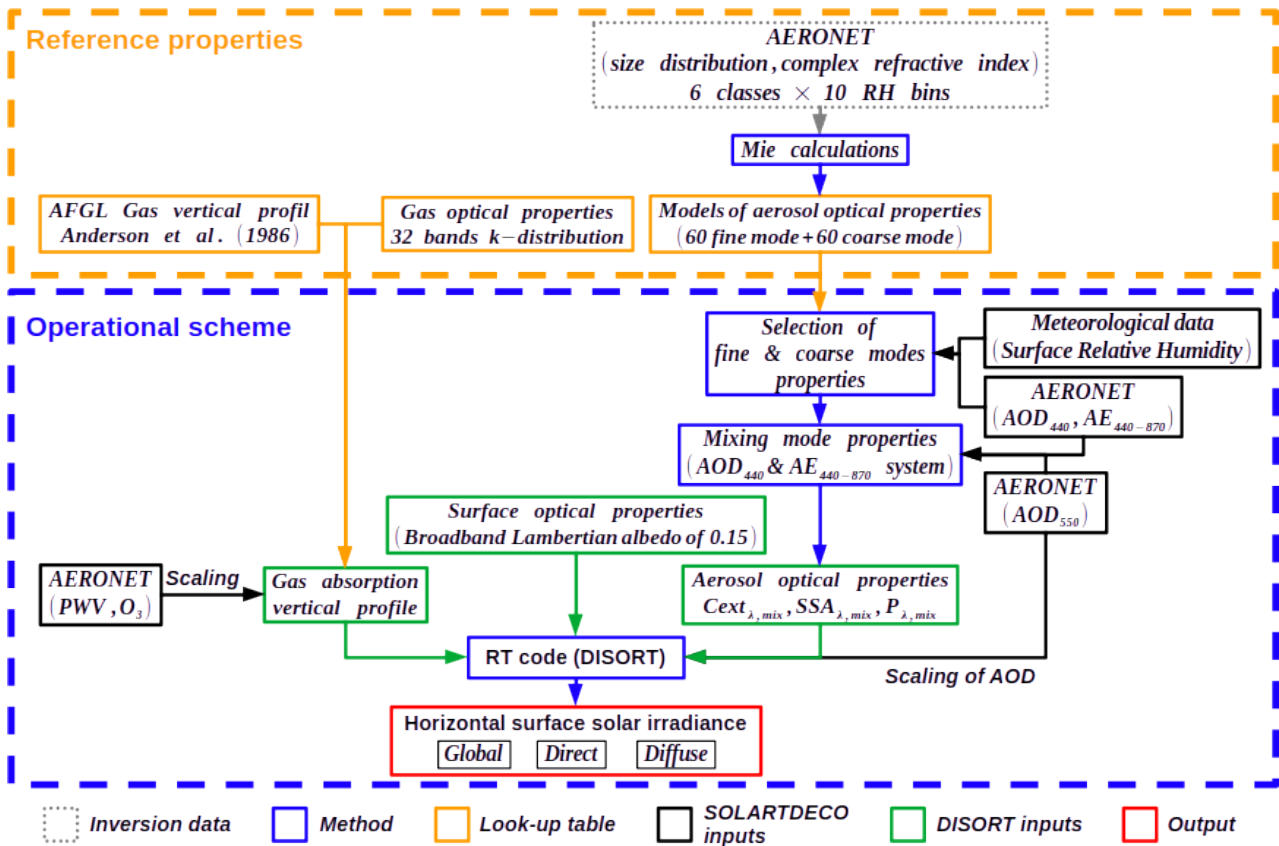 Reference properties
AERONET
(size distribution, complex refractive index)
6 classes × 10 RH bins
Mie calculations
AFGL Gas vertical profil
Anderson et al. (1986)
Gas optical properties
32 bands k−distribution
Models of aerosol optical properties
(60 fine mode+60 coarse mode)
Operational scheme
Selection of
fine & coarse modes
properties
Meteorological data
(Surface Relative Humidity)
AERONET
(AOD₄₄₀, AE₄₄₀₋₈₇₀)
Mixing mode properties
(AOD₄₄₀ & AE₄₄₀₋₈₇₀ system)
AERONET
(AOD₅₅₀)
Surface optical properties
(Broadband Lambertian albedo of 0.15)
AERONET
(PWV, O₃)
Scaling
Gas absorption
vertical profile
Aerosol optical properties
Cext λ,mix, SSA λ,mix, P λ,mix
RT code (DISORT)
Scaling of AOD
Horizontal surface solar irradiance
Global Direct Diffuse
Inversion data
Method
Look-up table
SOLARTDECO
inputs
DISORT inputs
Output